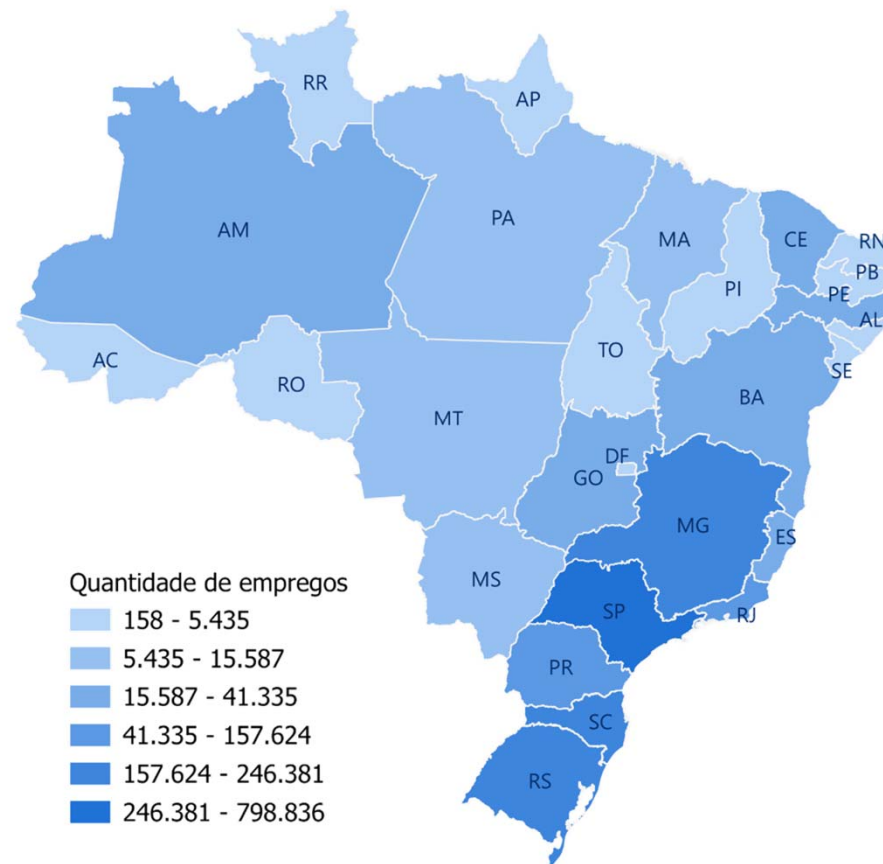 RR
AP
AM
PA
MA
CE
RN
PB
PI
PE
AL
AC
TO
SE
RO
BA
MT
DF
GO
MG
ES
MS
SP
RJ
PR
SC
RS
Quantidade de empregos
158 - 5.435
5.435 - 15.587
15.587 - 41.335
41.335 - 157.624
157.624 - 246.381
246.381 - 798.836